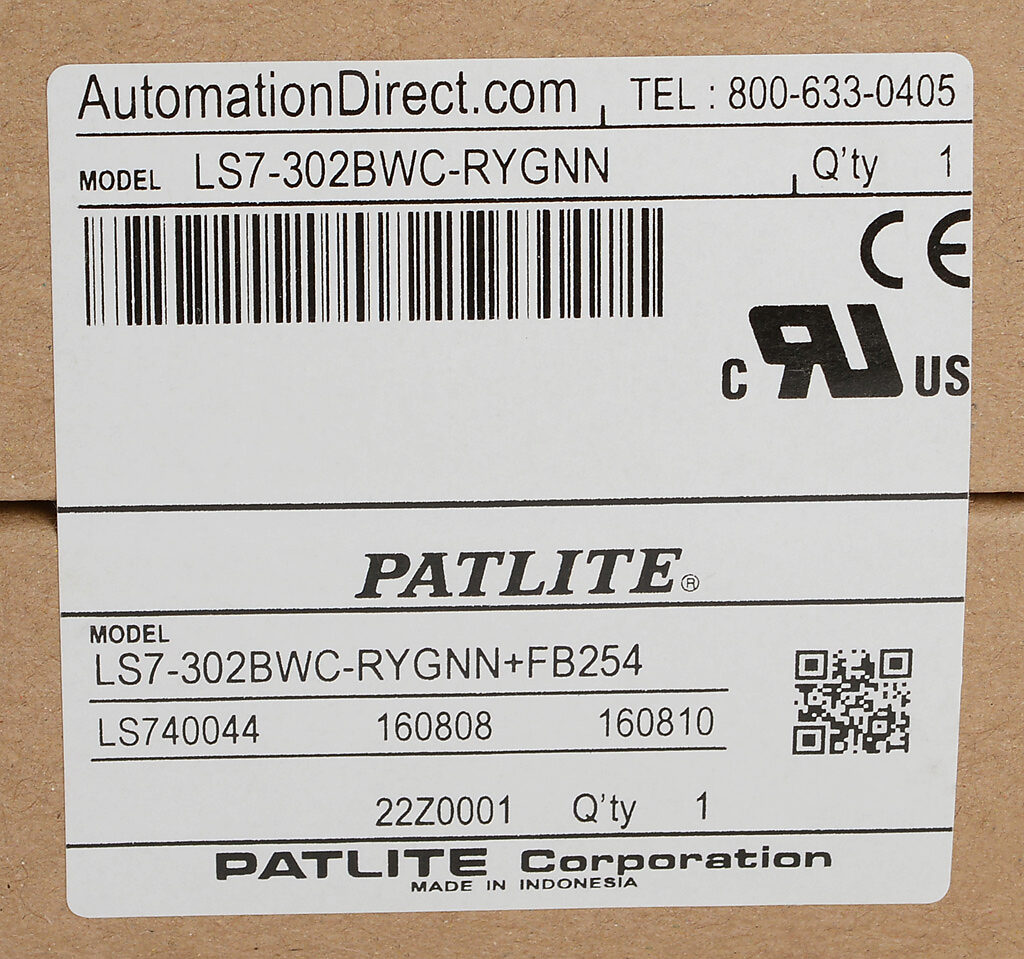 AutomationDirect.com TEL : 800-633-0405
MODEL LS7-302BWC-RYGNN Q'ty 1
CE
c RU US
PATLITE®
MODEL
LS7-302BWC-RYGNN+FB254
LS740044 160808 160810
22Z0001 Q'ty 1
PATLITE Corporation
MADE IN INDONESIA